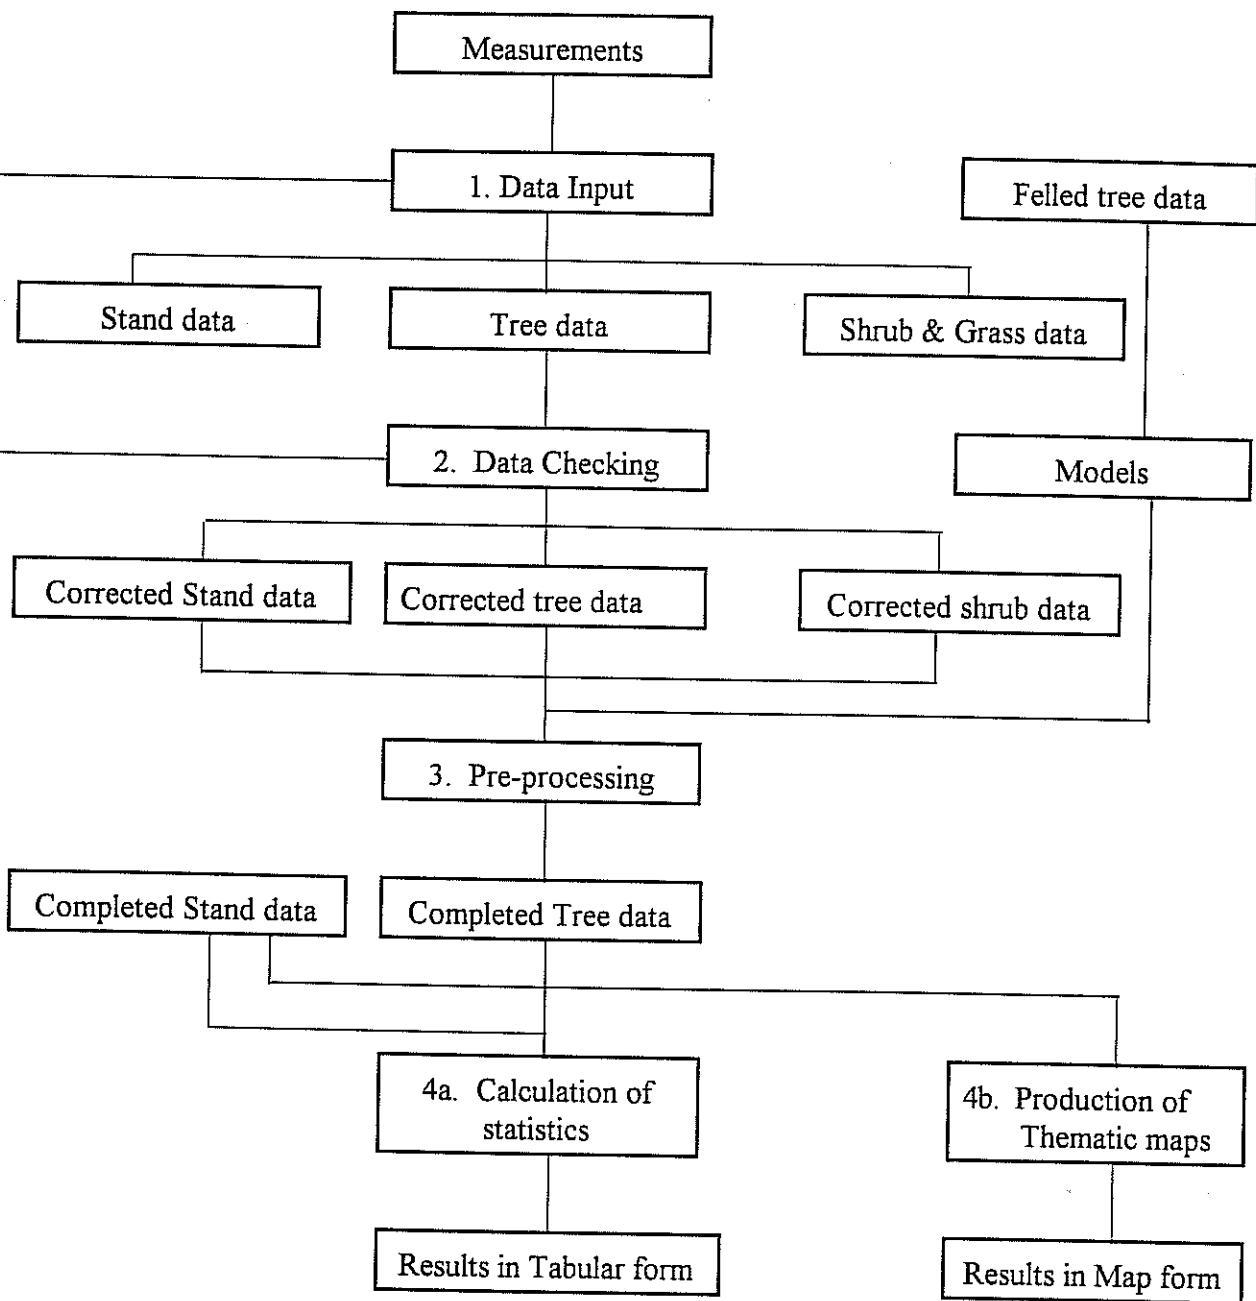 Measurements
1. Data Input
Felled tree data
Stand data
Tree data
Shrub & Grass data
2. Data Checking
Models
Corrected Stand data
Corrected tree data
Corrected shrub data
3. Pre-processing
Completed Stand data
Completed Tree data
4a. Calculation of
statistics
4b. Production of
Thematic maps
Results in Tabular form
Results in Map form